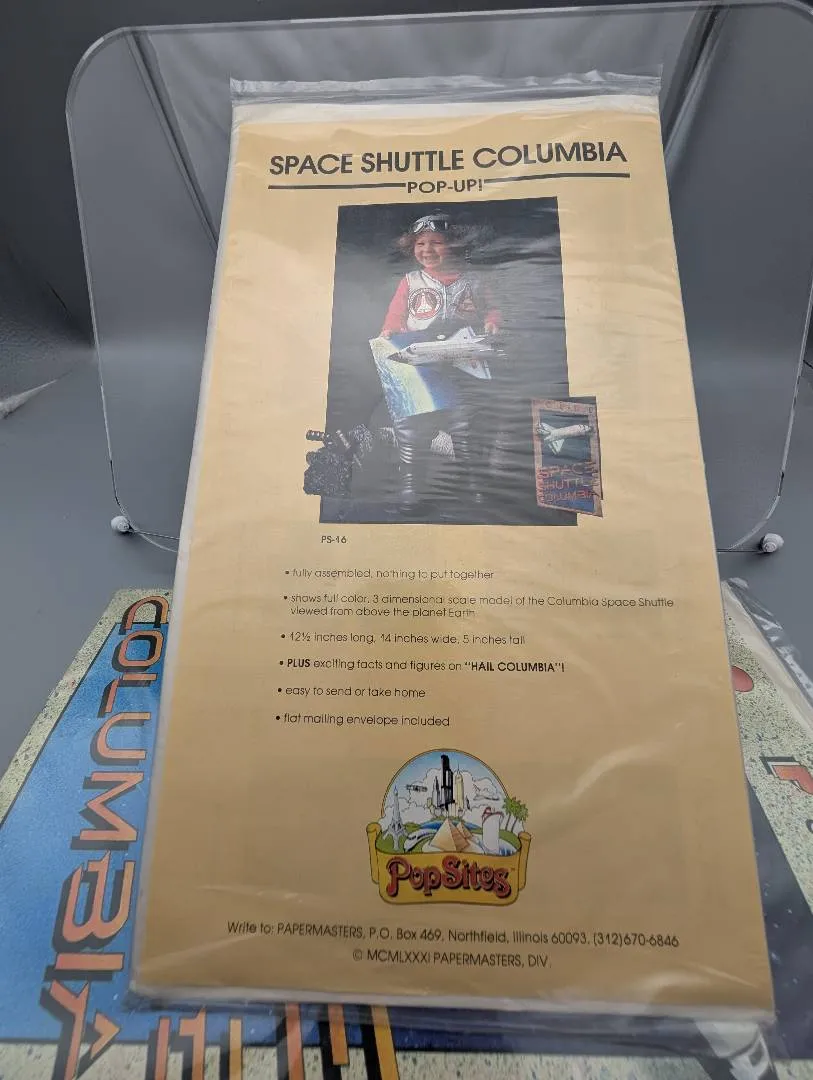 SPACE SHUTTLE COLUMBIA
POP-UP!
SPACE
SHUTTLE
COLUMBIA
PS-16
• fully assembled, nothing to put together
• shows full color, 3 dimensional scale model of the Columbia Space Shuttle
viewed from above the planet Earth
• 12½ inches long, 14 inches wide, 5 inches tall
• PLUS exciting facts and figures on "HAIL COLUMBIA"!
• easy to send or take home
• flat mailing envelope included
PopSites™
Write to: PAPERMASTERS, P.O. Box 469, Northfield, Illinois 60093, (312)670-6846
© MCMLXXXI PAPERMASTERS, DIV.
COLUMBIA